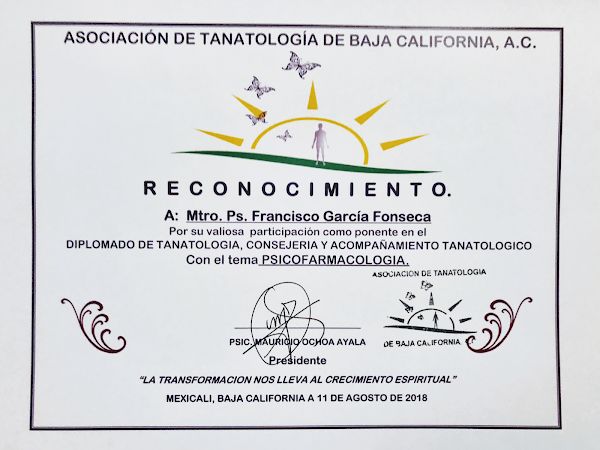 ASOCIACIÓN DE TANATOLOGÍA DE BAJA CALIFORNIA, A.C.
RECONOCIMIENTO.
A: Mtro. Ps. Francisco García Fonseca
Por su valiosa participación como ponente en el
DIPLOMADO DE TANATOLOGIA, CONSEJERIA Y ACOMPAÑAMIENTO TANATOLOGICO
Con el tema PSICOFARMACOLOGIA.
ASOCIACION DE TANATOLOGIA
DE BAJA CALIFORNIA
PSIC. MAURICIO OCHOA AYALA
Presidente
"LA TRANSFORMACION NOS LLEVA AL CRECIMIENTO ESPIRITUAL"
MEXICALI, BAJA CALIFORNIA A 11 DE AGOSTO DE 2018